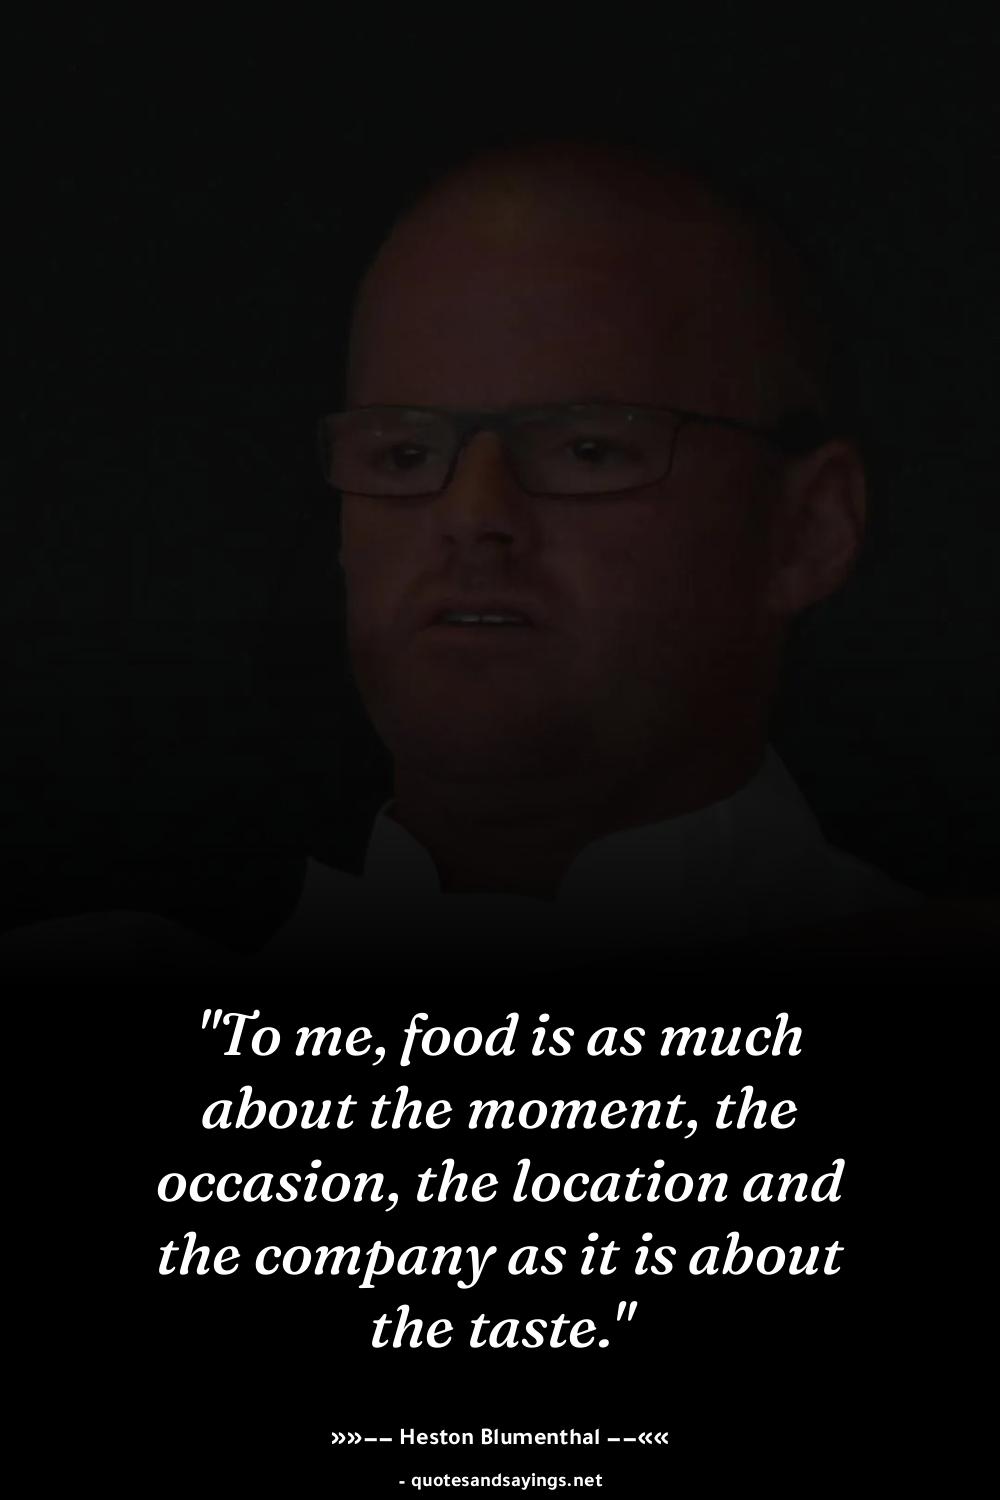 "To me, food is as much
about the moment, the
occasion, the location and
the company as it is about
the taste."
»»−− Heston Blumenthal −−««
- quotesandsayings.net